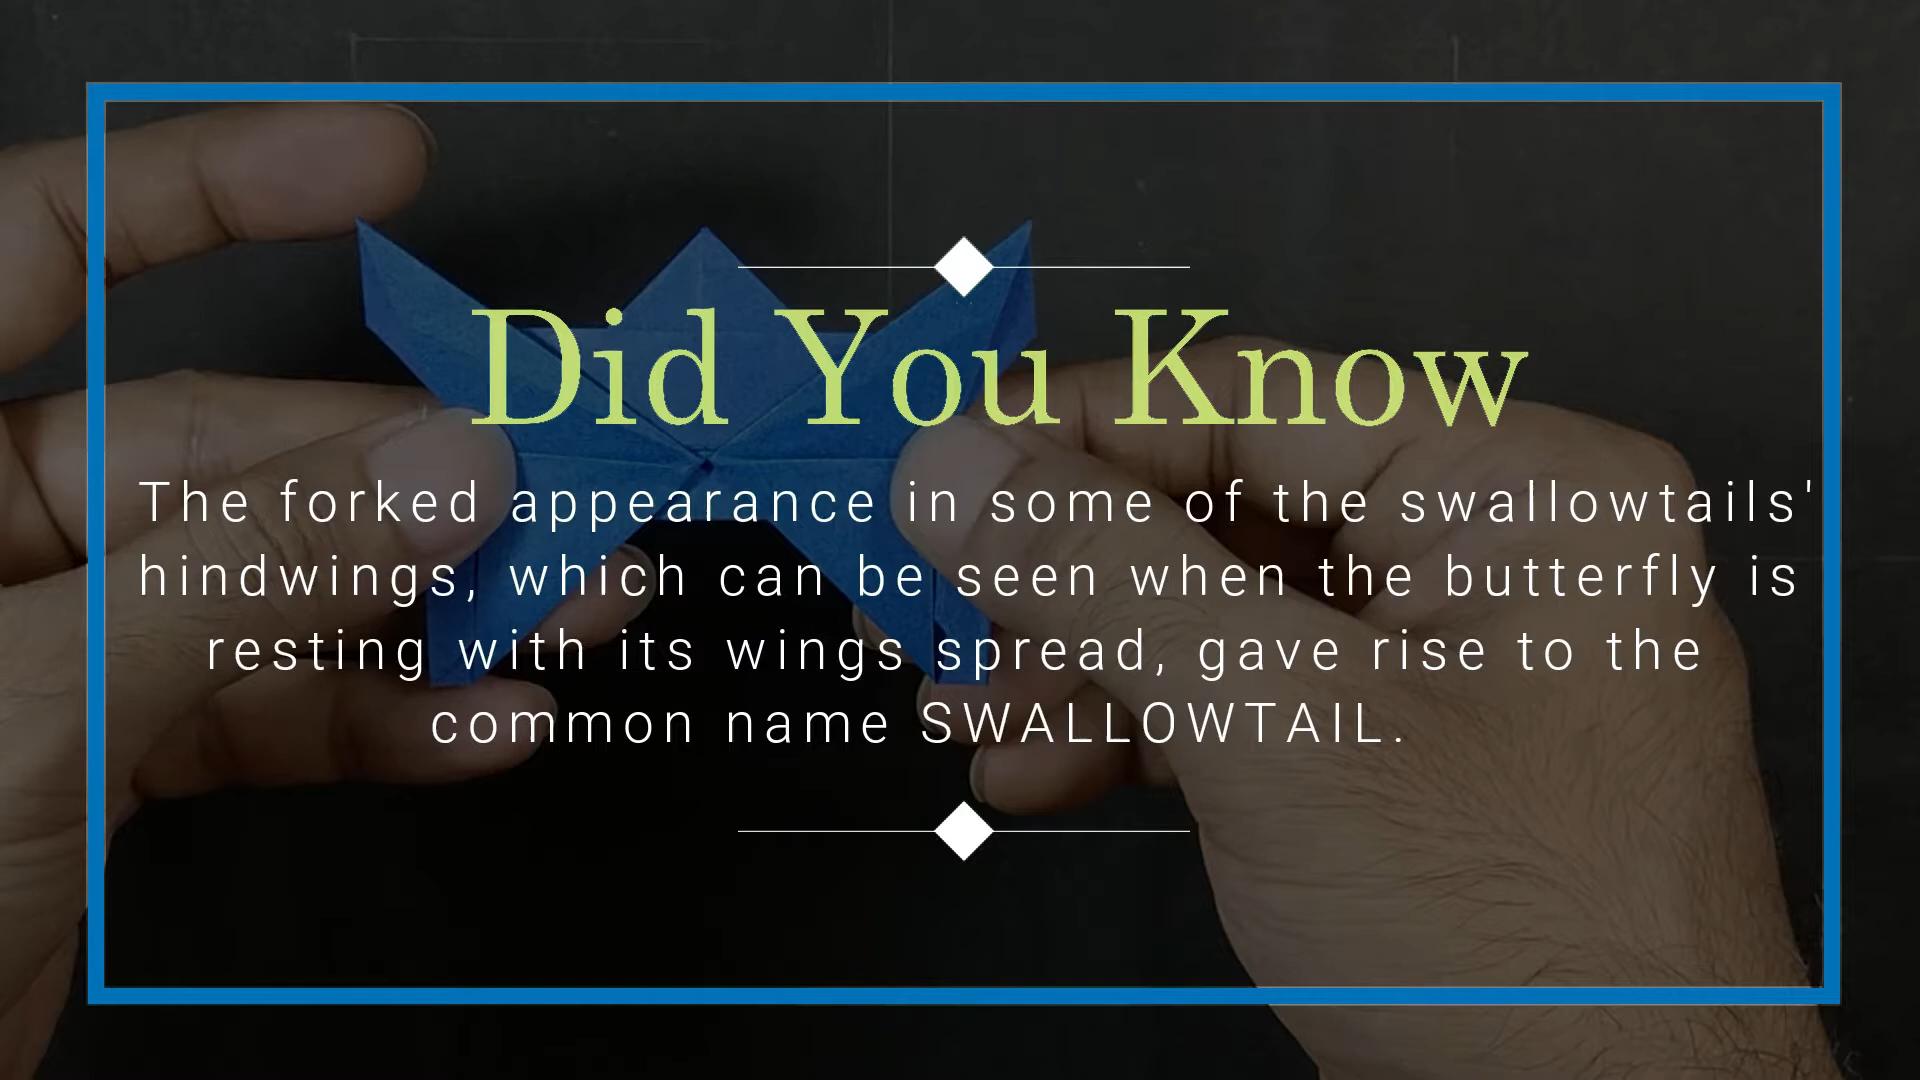 Did You Know
The forked appearance in some of the swallowtails'
hindwings, which can be seen when the butterfly is
resting with its wings spread, gave rise to the
common name SWALLOWTAIL.